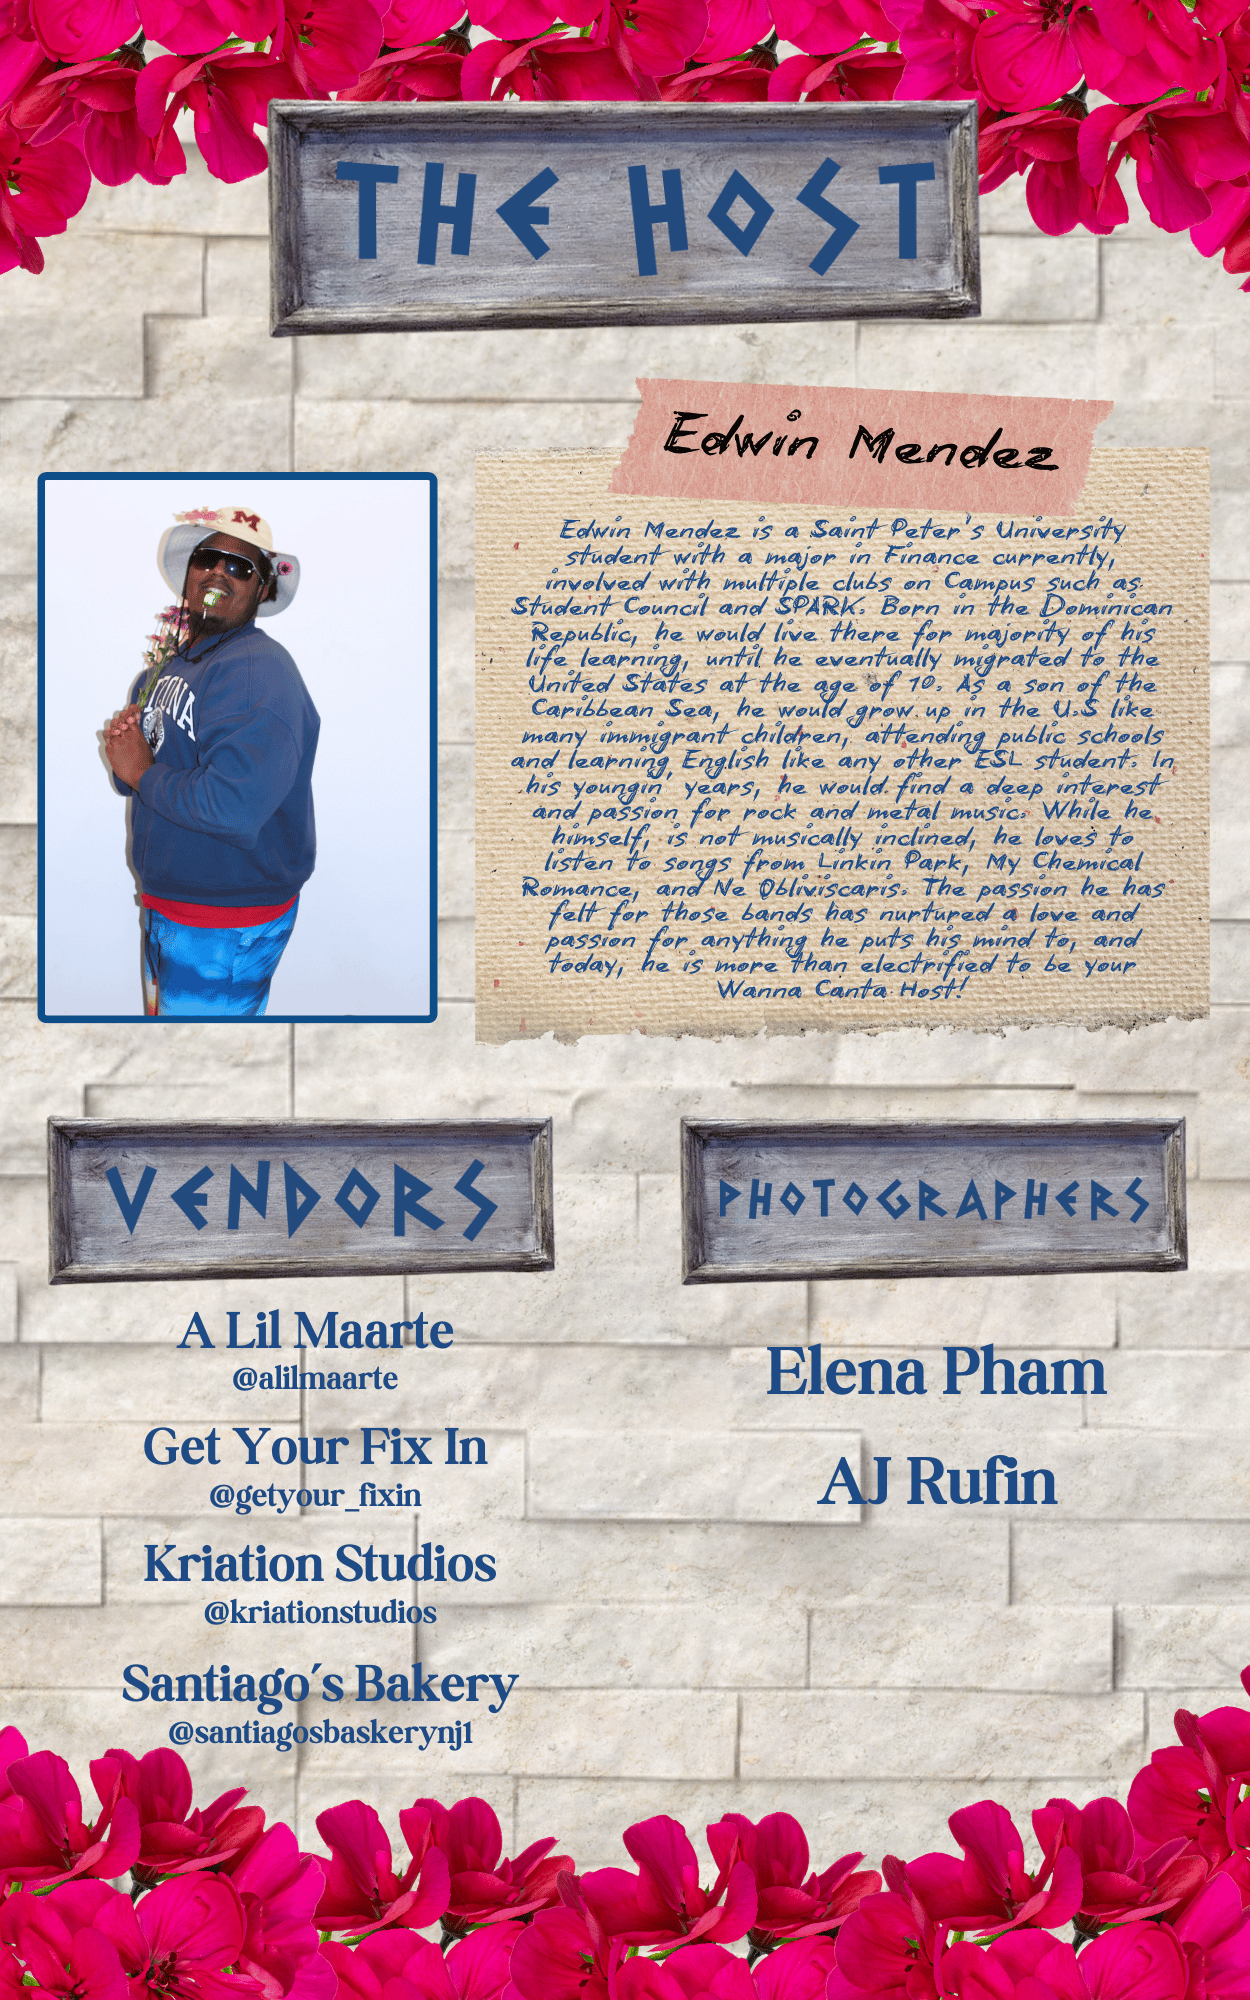 THE HOST
Edwin Mendez
Edwin Mendez is a Saint Peter's University
student with a major in Finance currently,
involved with multiple clubs on Campus such as
Student Council and SPARK. Born in the Dominican
Republic, he would live there for majority of his
life learning, until he eventually migrated to the
United States at the age of 10. As a son of the
Caribbean Sea, he would grow up in the U.S like
many immigrant children, attending public schools
and learning English like any other ESL student. In
his youngin years, he would find a deep interest
and passion for rock and metal music. While he
himself, is not musically inclined, he loves to
listen to songs from Linkin Park, My Chemical
Romance, and Ne Obliviscaris. The passion he has
felt for those bands has nurtured a love and
passion for anything he puts his mind to, and
today, he is more than electrified to be your
Wanna Canta Host!
M
VENDORS
A Lil Maarte
@alilmaarte
Get Your Fix In
@getyour_fixin
Kriation Studios
@kriationstudios
Santiago´s Bakery
@santiagosbaskerynj1
PHOTOGRAPHERS
Elena Pham
AJ Rufin